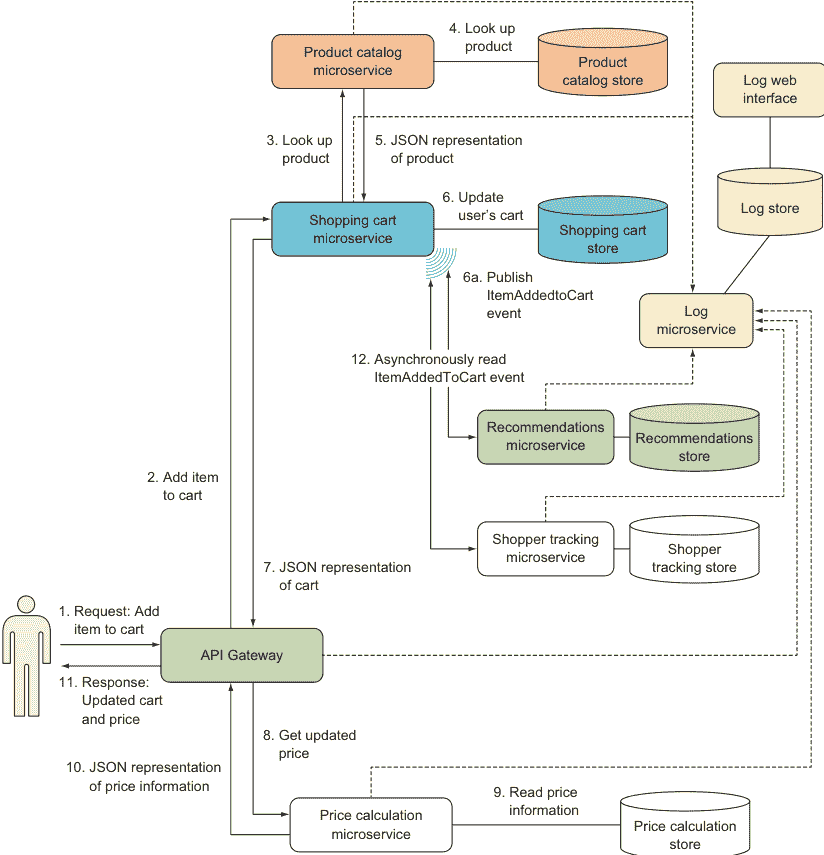 4. Look up
product
Product catalog
microservice
Product
catalog store
Log web
interface
3. Look up
product
5. JSON representation
of product
6. Update
user's cart
Shopping cart
microservice
Shopping cart
store
Log store
6a. Publish
ItemAddedtoCart
event
Log
microservice
12. Asynchronously read
ItemAddedToCart event
Recommendations
microservice
Recommendations
store
2. Add item
to cart
Shopper tracking
microservice
Shopper
tracking store
7. JSON representation
of cart
1. Request: Add
item to cart
API Gateway
11. Response:
Updated cart
and price
8. Get updated
price
10. JSON representation
of price information
9. Read price
information
Price calculation
microservice
Price calculation
store